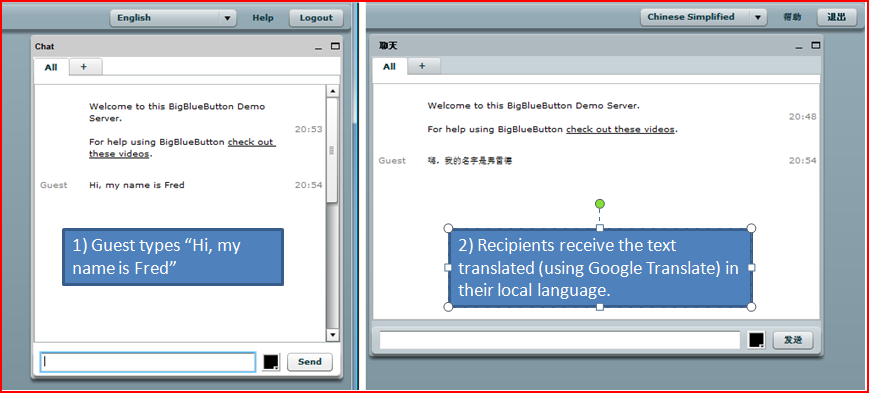 English Help Logout
Chat
All +
Welcome to this BigBlueButton Demo
Server.
20:53
For help using BigBlueButton check out
these videos.
Guest Hi, my name is Fred 20:54
1) Guest types “Hi, my
name is Fred”
Send
Chinese Simplified 帮助 退出
聊天
All +
Welcome to this BigBlueButton Demo Server.
20:48
For help using BigBlueButton check out these videos.
Guest 嗨，我的名字是弗雷德 20:54
2) Recipients receive the text
translated (using Google Translate) in
their local language.
发送